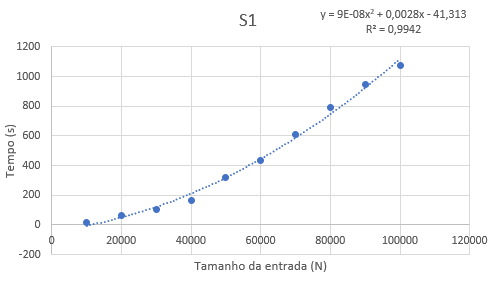 S1
y = 9E-08x² + 0,0028x - 41,313
R² = 0,9942
1200
1000
800
600
400
200
0
-200
0 20000 40000 60000 80000 100000 120000
Tempo (s)
Tamanho da entrada (N)